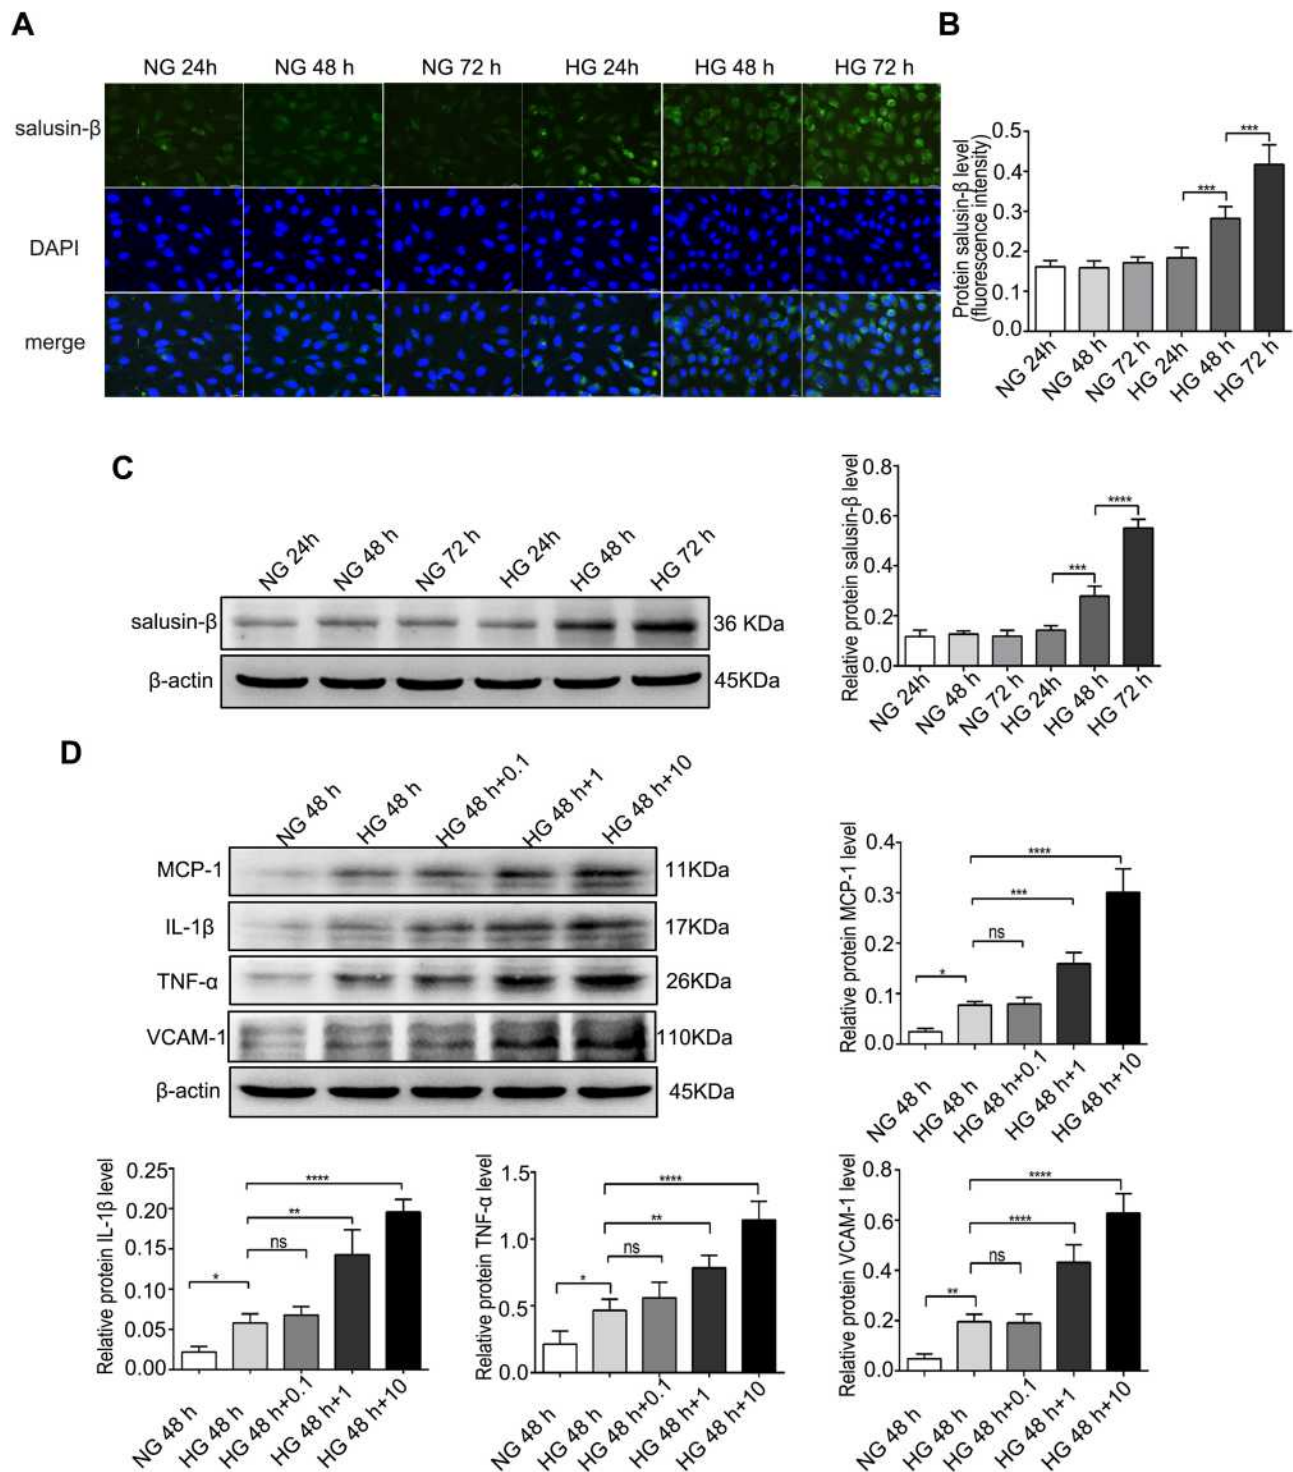 A
B
NG 24h NG 48 h NG 72 h HG 24h HG 48 h HG 72 h
salusin-β
DAPI
merge
Protein salusin-β level
(fluorescence intensity)
0.5
0.4
0.3
0.2
0.1
0.0
***
***
NG 24h NG 48 h NG 72 h HG 24h HG 48 h HG 72 h
C
NG 24h NG 48 h NG 72 h HG 24h HG 48 h HG 72 h
salusin-β 36 KDa
β-actin 45KDa
Relative protein salusin-β level
0.8
0.6
0.4
0.2
0.0
****
***
NG 24h NG 48 h NG 72 h HG 24h HG 48 h HG 72 h
D
NG 48 h HG 48 h HG 48 h+0.1 HG 48 h+1 HG 48 h+10
MCP-1 11KDa
IL-1β 17KDa
TNF-α 26KDa
VCAM-1 110KDa
β-actin 45KDa
Relative protein MCP-1 level
0.4
0.3
0.2
0.1
0.0
****
***
ns
*
NG 48 h HG 48 h HG 48 h+0.1 HG 48 h+1 HG 48 h+10
Relative protein IL-1β level
0.25
0.20
0.15
0.10
0.05
0.00
****
**
ns
*
NG 48 h HG 48 h HG 48 h+0.1 HG 48 h+1 HG 48 h+10
Relative protein TNF-α level
1.5
1.0
0.5
0.0
****
**
ns
*
NG 48 h HG 48 h HG 48 h+0.1 HG 48 h+1 HG 48 h+10
Relative protein VCAM-1 level
0.8
0.6
0.4
0.2
0.0
****
****
ns
**
NG 48 h HG 48 h HG 48 h+0.1 HG 48 h+1 HG 48 h+10